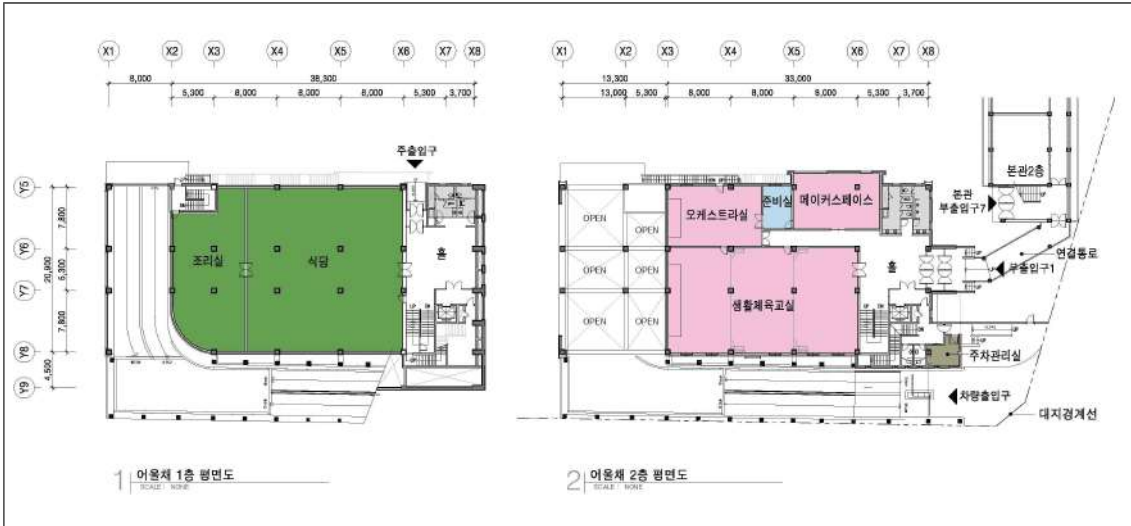 X1 X2 X3 X4 X5 X6 X7 X8
8,000 38,300
5,300 8,000 8,000 8,000 5,300 3,700
주출입구
Y5
Y6
Y7
Y8
Y9
7,800
5,300
7,800
20,900
4,500
조리실
식당
홀
1 어울채 1층 평면도
SCALE : NONE
X1 X2 X3 X4 X5 X6 X7 X8
13,300 33,000
13,000 5,300 8,000 8,000 8,000 5,300 3,700
본관2층
본관
부출입구7
연결통로
부출입구1
OPEN
OPEN
OPEN
OPEN
OPEN
OPEN
오케스트라실
준비실
메이커스페이스
홀
생활체육교실
주차관리실
차량출입구
대지경계선
2 어울채 2층 평면도
SCALE : NONE